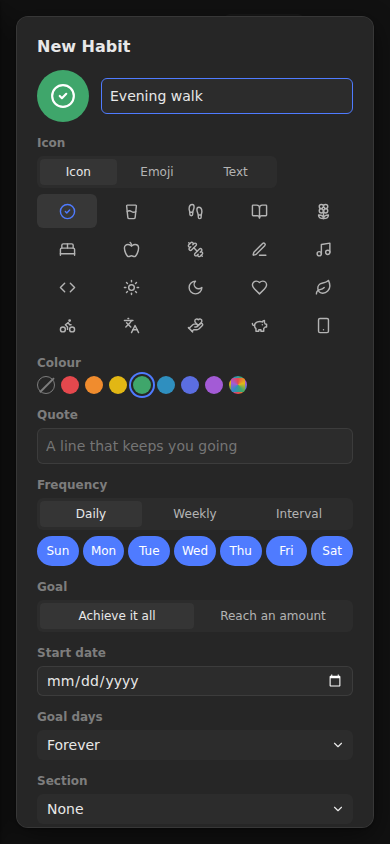 New Habit
Evening walk
Icon
Icon Emoji Text
Colour
Quote
A line that keeps you going
Frequency
Daily Weekly Interval
Sun Mon Tue Wed Thu Fri Sat
Goal
Achieve it all Reach an amount
Start date
mm/dd/yyyy
Goal days
Forever
Section
None